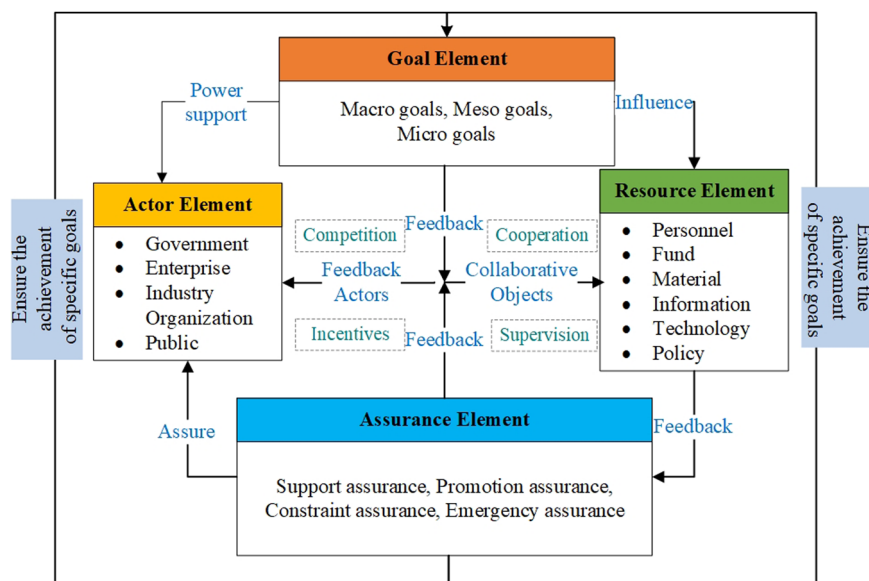 Goal Element
Macro goals, Meso goals,
Micro goals
Power
support
Influence
Actor Element
● Government
● Enterprise
● Industry
Organization
● Public
Resource Element
● Personnel
● Fund
● Material
● Information
● Technology
● Policy
Ensure the
achievement
of specific goals
Ensure the
achievement
of specific goals
Feedback
Competition
Cooperation
Feedback
Actors
Collaborative
Objects
Incentives
Supervision
Feedback
Assure
Feedback
Assurance Element
Support assurance, Promotion assurance,
Constraint assurance, Emergency assurance